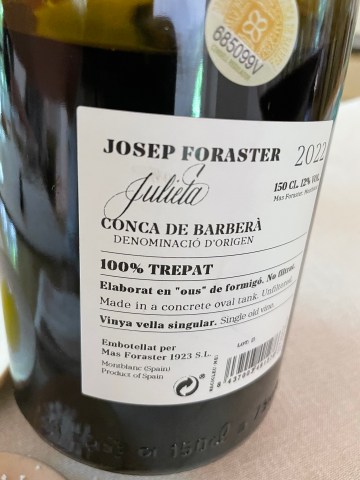 685099V
JOSEP FORASTER 2022
Julieta
150 CL. 12% VOL.
CONCA DE BARBERÀ
DENOMINACIÓ D'ORIGEN
100% TREPAT
Elaborat en "ous" de formigó. No filtrat.
Made in a concrete oval tank. Unfiltered.
Vinya vella singular. Single old vine.
Embotellat per
Mas Foraster 1923 S.L.
Montblanc (Spain)
Product of Spain